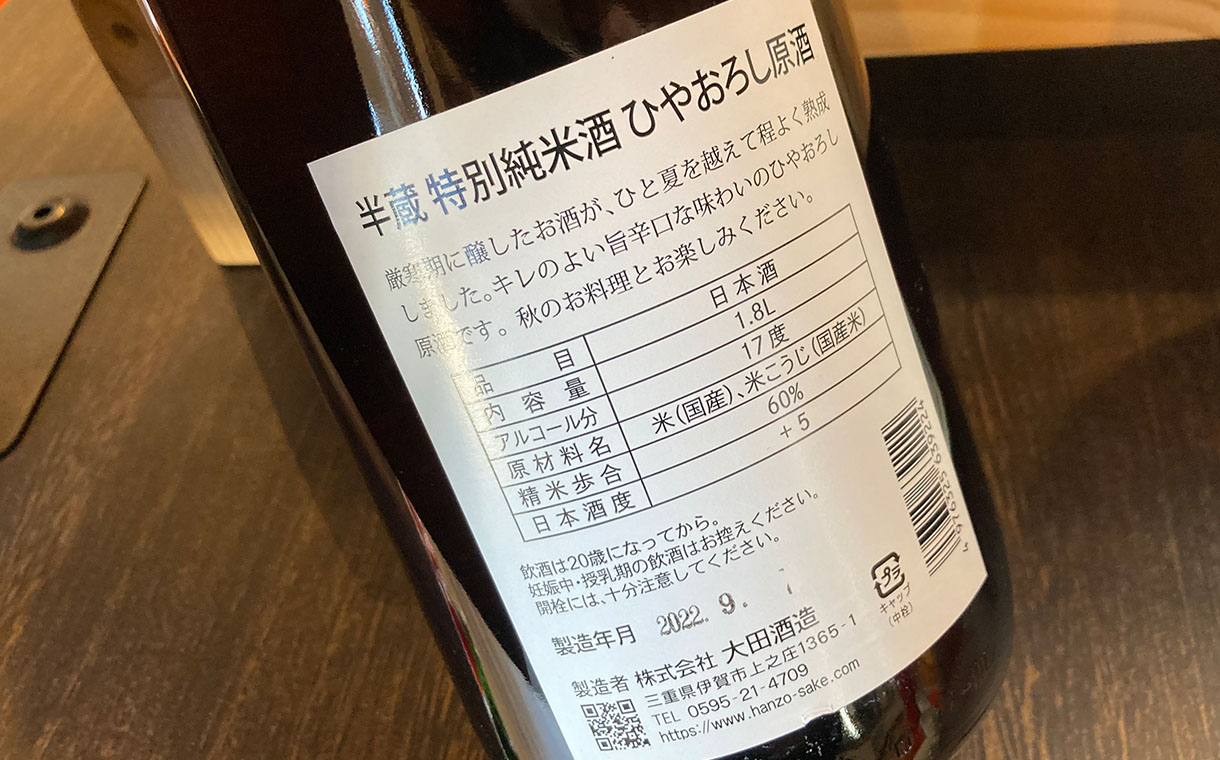 半蔵 特別純米酒 ひやおろし原酒
厳寒期に醸したお酒が、ひと夏を越えて程よく熟成
しました。キレのよい旨辛口な味わいのひやおろし
原酒です。秋のお料理とお楽しみください。
品目 日本酒
内容量 1.8L
アルコール分 17度
原材料名 米(国産)、米こうじ(国産米)
精米歩合 60%
日本酒度 +5
飲酒は20歳になってから。
妊娠中・授乳期の飲酒はお控えください。
開栓には、十分注意してください。
製造年月 2022. 9.
プラ
キャップ
(中栓)
製造者 株式会社 大田酒造
三重県伊賀市上之庄1365-1
TEL 0595-21-4709
https://www.hanzo-sake.com